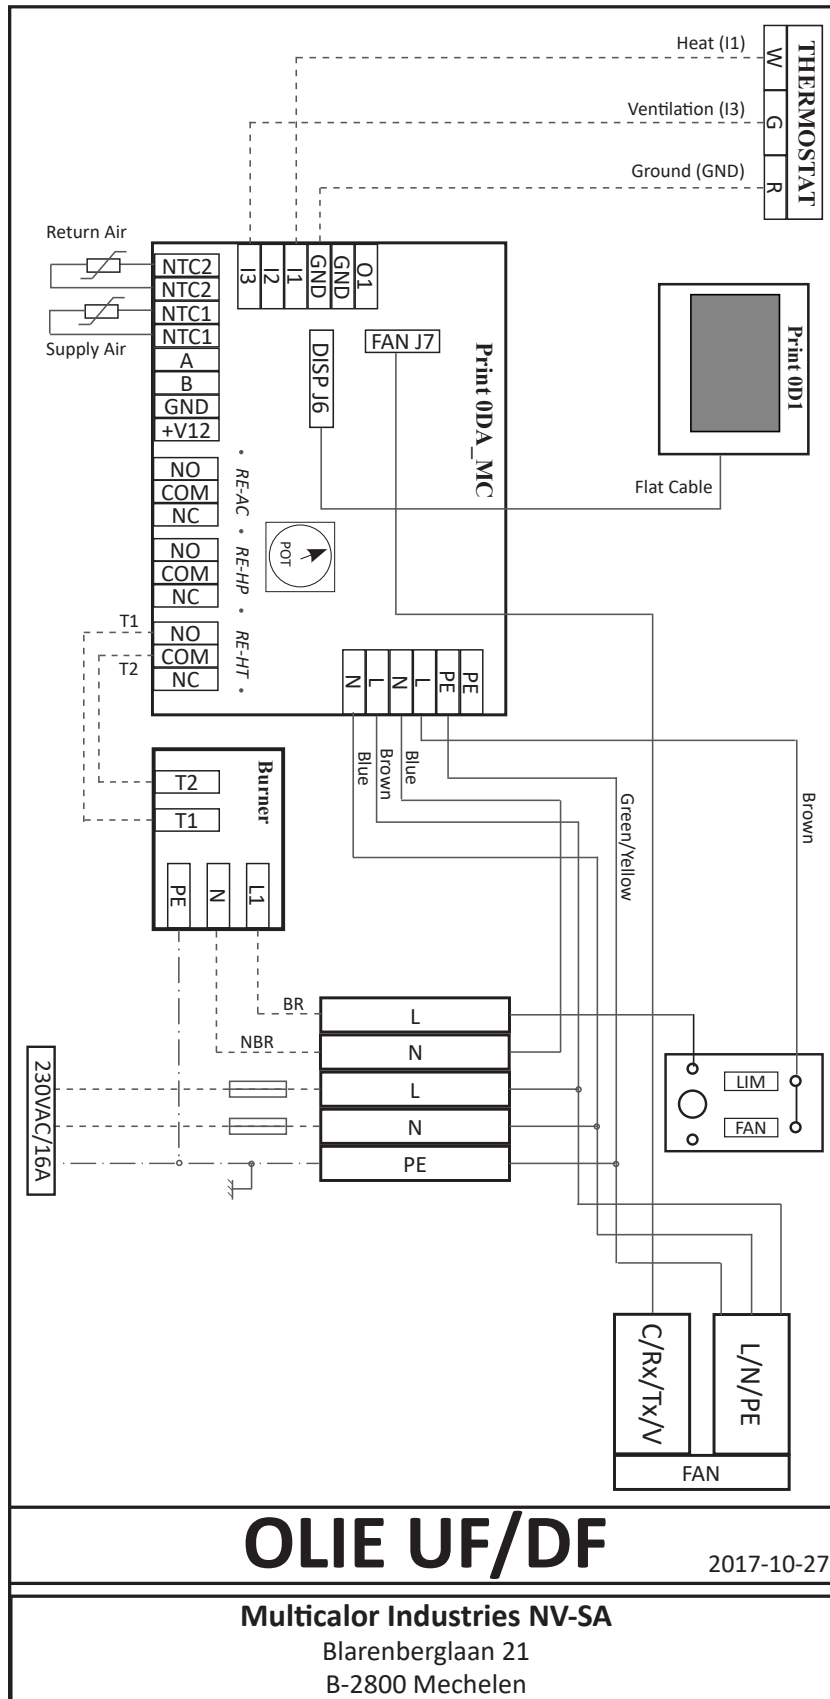 Heat (I1)
Ventilation (I3)
Ground (GND)
W
G
R
THERMOSTAT
Return Air
Supply Air
NTC2
NTC2
NTC1
NTC1
A
B
GND
+V12
I3
I2
I1
GND
GND
O1
DISP J6
FAN J7
Print 0DA_MC
Print 0D1
Flat Cable
NO
COM
NC
• RE-AC •
NO
COM
NC
RE-HP •
NO
COM
NC
RE-HT •
POT
T1
T2
N
L
N
L
PE
PE
Blue
Brown
Blue
Green/Yellow
Brown
Burner
T2
T1
PE
N
L1
BR
NBR
L
N
L
N
PE
230VAC/16A
LIM
FAN
C/Rx/Tx/V
L/N/PE
FAN
OLIE UF/DF
2017-10-27
Multicalor Industries NV-SA
Blarenberglaan 21
B-2800 Mechelen